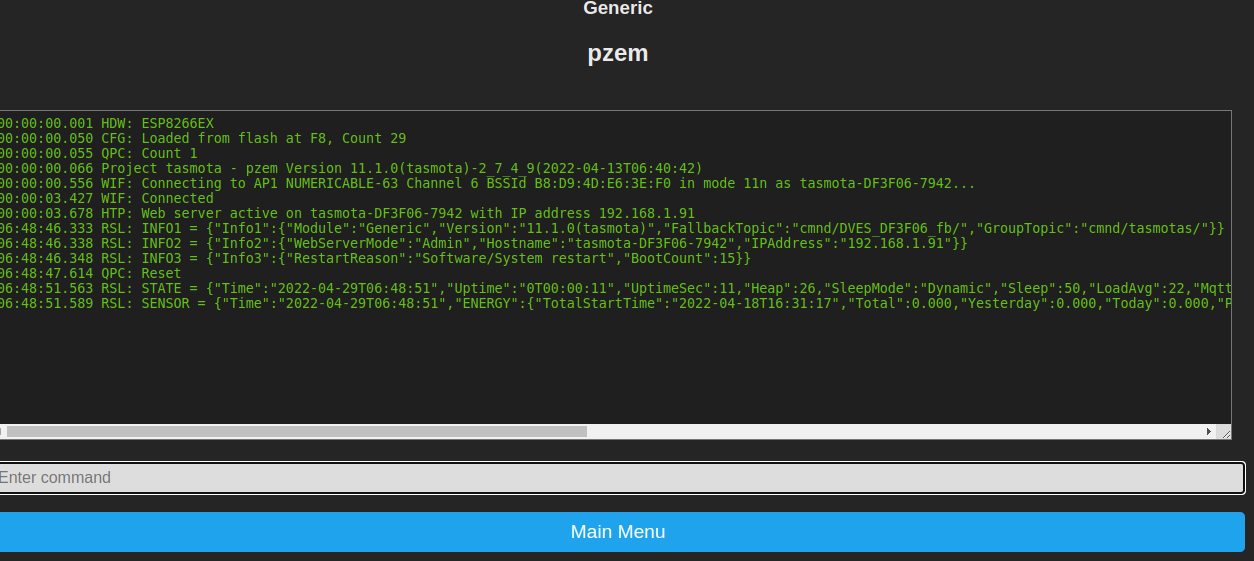 Generic
pzem
00:00:00.001 HDW: ESP8266EX
00:00:00.050 CFG: Loaded from flash at F8, Count 29
00:00:00.055 QPC: Count 1
00:00:00.066 Project tasmota - pzem Version 11.1.0(tasmota)-2_7_4_9(2022-04-13T06:40:42)
00:00:00.556 WIF: Connecting to AP1 NUMERICABLE-63 Channel 6 BSSId B8:D9:4D:E6:3E:F0 in mode 11n as tasmota-DF3F06-7942...
00:00:03.427 WIF: Connected
00:00:03.678 HTP: Web server active on tasmota-DF3F06-7942 with IP address 192.168.1.91
06:48:46.333 RSL: INFO1 = {"Info1":{"Module":"Generic","Version":"11.1.0(tasmota)","FallbackTopic":"cmnd/DVES_DF3F06_fb/","GroupTopic":"cmnd/tasmotas/"}}
06:48:46.338 RSL: INFO2 = {"Info2":{"WebServerMode":"Admin","Hostname":"tasmota-DF3F06-7942","IPAddress":"192.168.1.91"}}
06:48:46.348 RSL: INFO3 = {"Info3":{"RestartReason":"Software/System restart","BootCount":15}}
06:48:47.614 QPC: Reset
06:48:51.563 RSL: STATE = {"Time":"2022-04-29T06:48:51","Uptime":"0T00:00:11","UptimeSec":11,"Heap":26,"SleepMode":"Dynamic","Sleep":50,"LoadAvg":22,"Mqtt
06:48:51.589 RSL: SENSOR = {"Time":"2022-04-29T06:48:51","ENERGY":{"TotalStartTime":"2022-04-18T16:31:17","Total":0.000,"Yesterday":0.000,"Today":0.000,"P
Enter command
Main Menu